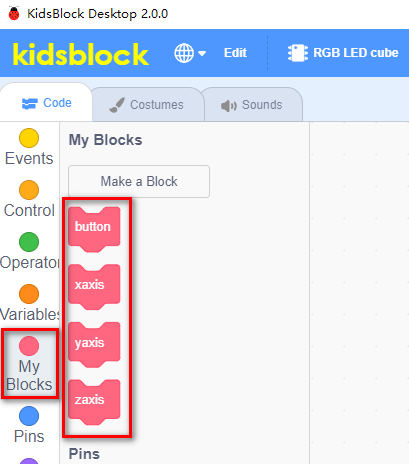 KidsBlock Desktop 2.0.0
kidsblock Edit RGB LED cube
Code Costumes Sounds
My Blocks
Make a Block
button
xaxis
yaxis
zaxis
Pins
Events
Control
Operator
Variables
My
Blocks
Pins